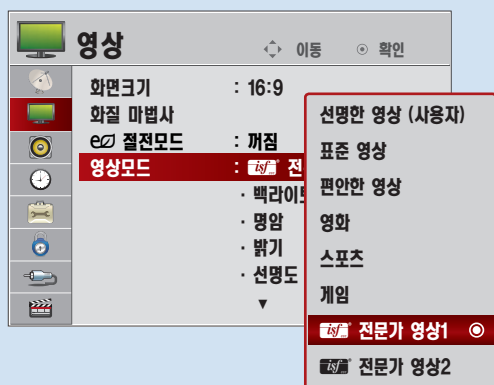 영상
이동 확인
화면크기 : 16:9
화질 마법사
절전모드 : 꺼짐
영상모드 : isf 전
· 백라이트
· 명암
· 밝기
· 선명도
선명한 영상 (사용자)
표준 영상
편안한 영상
영화
스포츠
게임
isf 전문가 영상1
isf 전문가 영상2